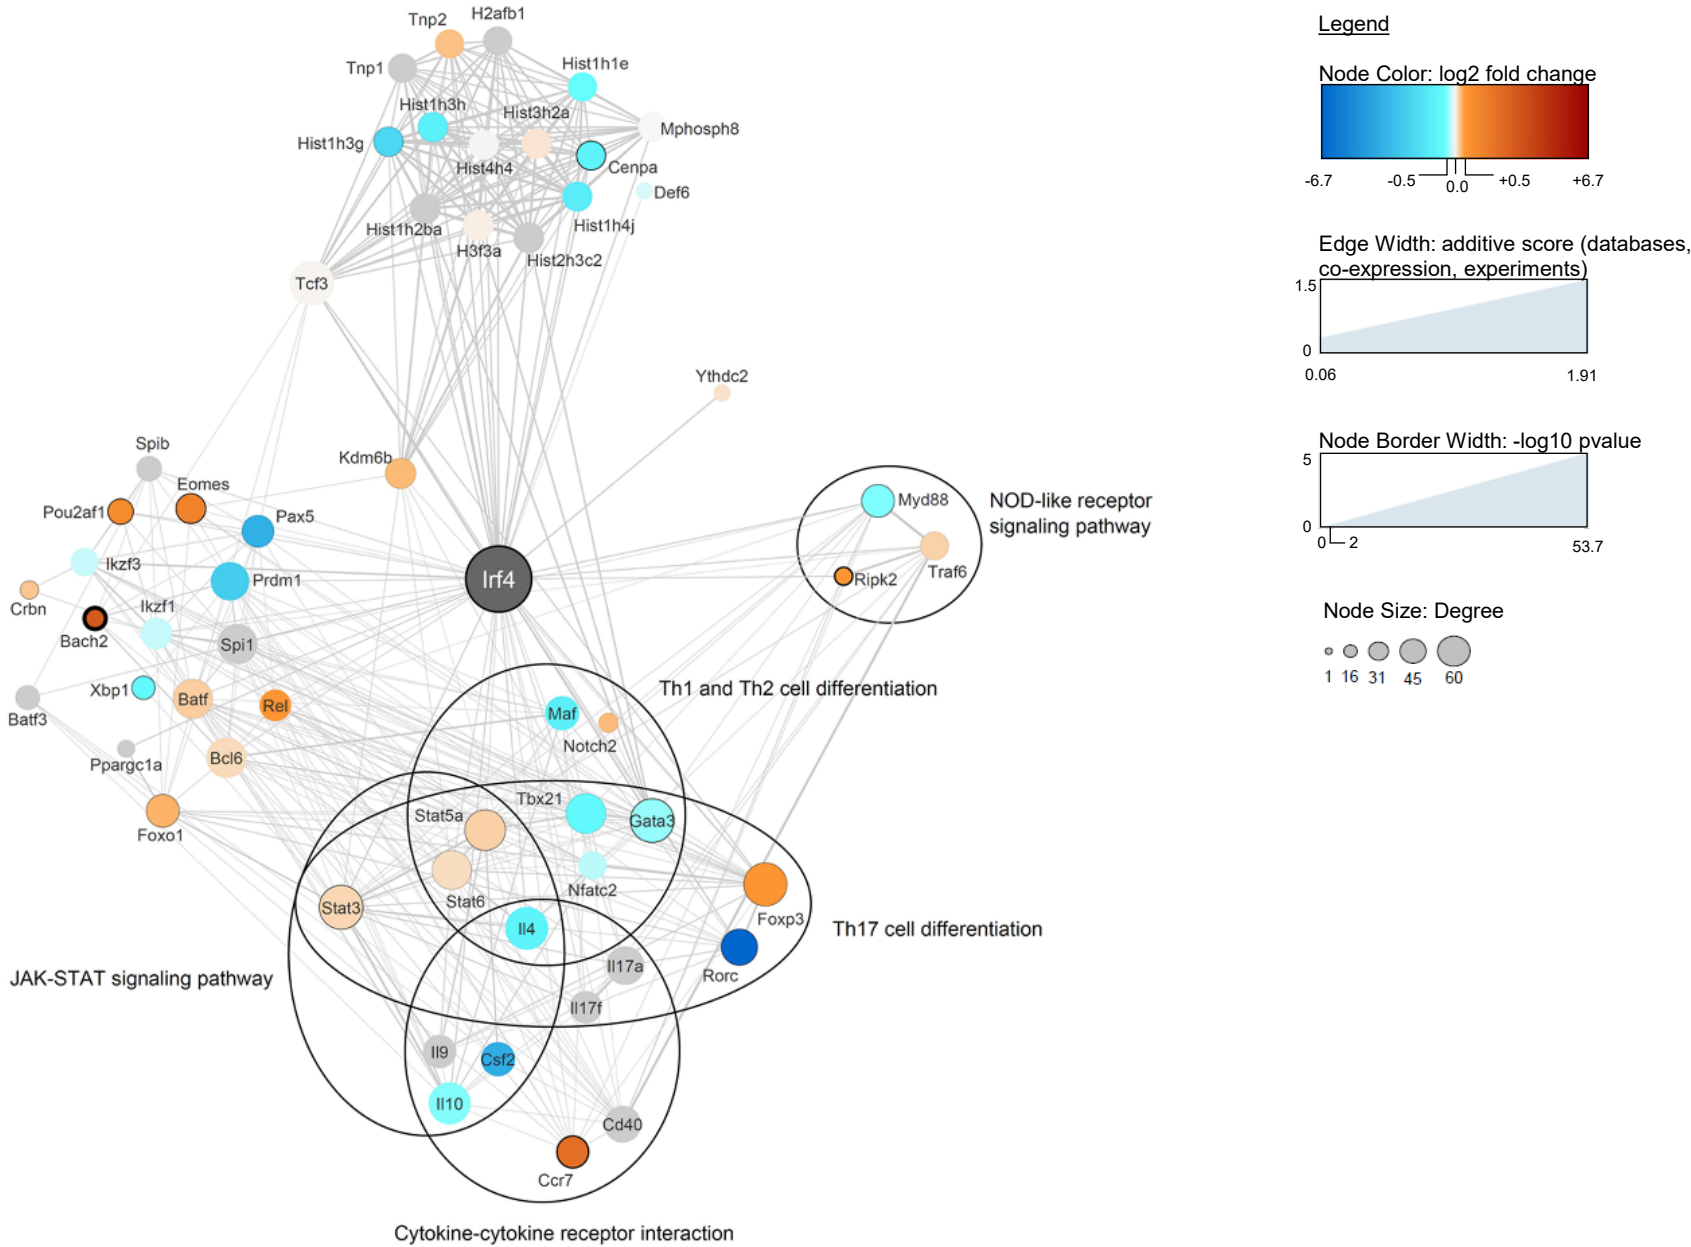 Tnp2
H2afb1
Tnp1
Hist1h1e
Hist1h3h
Hist3h2a
Hist1h3g
Mphosph8
Hist4h4
Cenpa
Def6
Hist1h2ba
Hist1h4j
H3f3a
Hist2h3c2
Tcf3
Ythdc2
Spib
Kdm6b
Eomes
Pou2af1
Pax5
Ikzf3
Irf4
Prdm1
Crbn
Ikzf1
Bach2
Spi1
Xbp1
Batf
Rel
Batf3
Ppargc1a
Bcl6
Foxo1
Myd88
NOD-like receptor
signaling pathway
Traf6
Ripk2
Th1 and Th2 cell differentiation
Maf
Notch2
Tbx21
Stat5a
Gata3
Nfatc2
Stat6
Stat3
Foxp3
Il4
Th17 cell differentiation
Il17a
Rorc
JAK-STAT signaling pathway
Il17f
Il9
Csf2
Il10
Cd40
Ccr7
Cytokine-cytokine receptor interaction
Legend
Node Color: log2 fold change
-6.7 -0.5 0.0 +0.5 +6.7
Edge Width: additive score (databases,
co-expression, experiments)
1.5
0
0.06 1.91
Node Border Width: -log10 pvalue
5
0
0 2 53.7
Node Size: Degree
1 16 31 45 60